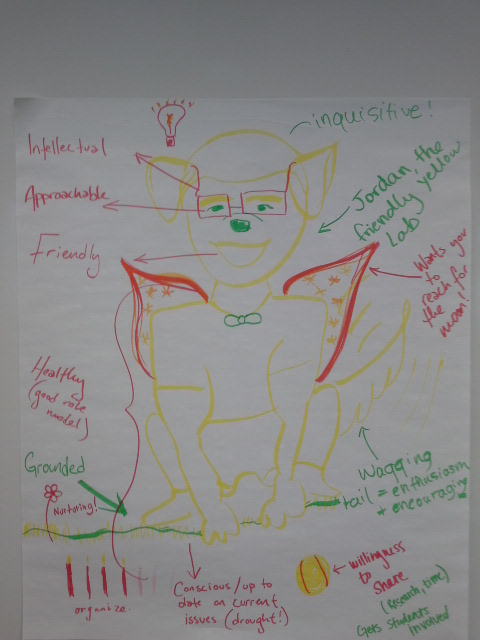 inquisitive!
Intellectual
Approachable
Friendly
Jordan the
friendly yellow
Lab
Wants you
to
reach for
the
moon!
Healthy
(good role
model)
Grounded
Nurturing!
Wagging
tail = enthusiasm
+ encouraging
organize
Conscious/up to
date on current
issues (drought!)
willingness
to
share
(research, time)
Gets students
involved